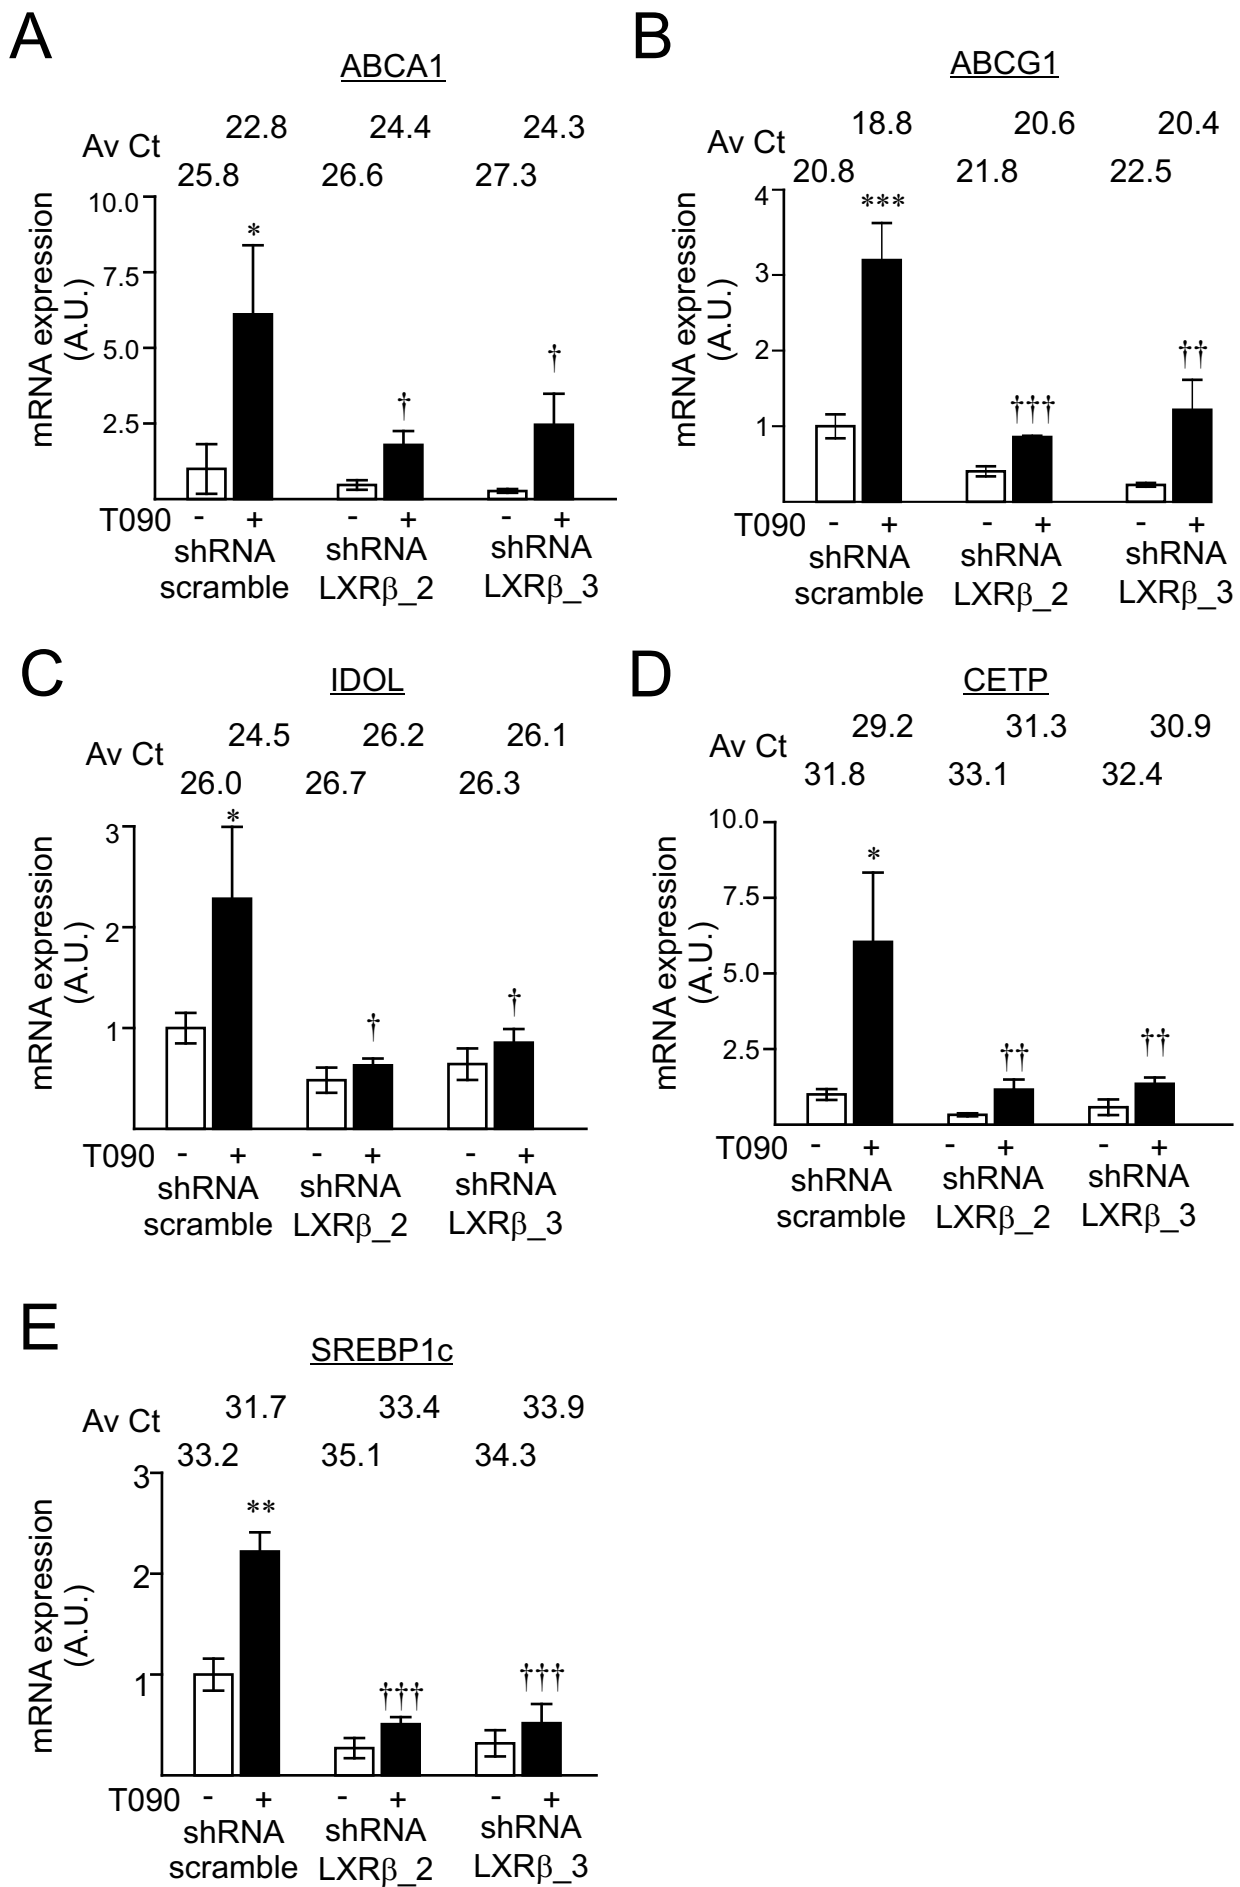 A
ABCA1
22.8 24.4 24.3
Av Ct
25.8 26.6 27.3
mRNA expression
(A.U.)
10.0
7.5
5.0
2.5
*
†
†
T090 - + - + - +
shRNA shRNA shRNA
scramble LXRβ_2 LXRβ_3
B
ABCG1
18.8 20.6 20.4
Av Ct
20.8 21.8 22.5
mRNA expression
(A.U.)
4
3
2
1
***
†††
††
T090 - + - + - +
shRNA shRNA shRNA
scramble LXRβ_2 LXRβ_3
C
IDOL
24.5 26.2 26.1
Av Ct
26.0 26.7 26.3
mRNA expression
(A.U.)
3
2
1
*
†
†
T090 - + - + - +
shRNA shRNA shRNA
scramble LXRβ_2 LXRβ_3
D
CETP
29.2 31.3 30.9
Av Ct
31.8 33.1 32.4
mRNA expression
(A.U.)
10.0
7.5
5.0
2.5
*
††
††
T090 - + - + - +
shRNA shRNA shRNA
scramble LXRβ_2 LXRβ_3
E
SREBP1c
31.7 33.4 33.9
Av Ct
33.2 35.1 34.3
mRNA expression
(A.U.)
3
2
1
**
†††
†††
T090 - + - + - +
shRNA shRNA shRNA
scramble LXRβ_2 LXRβ_3